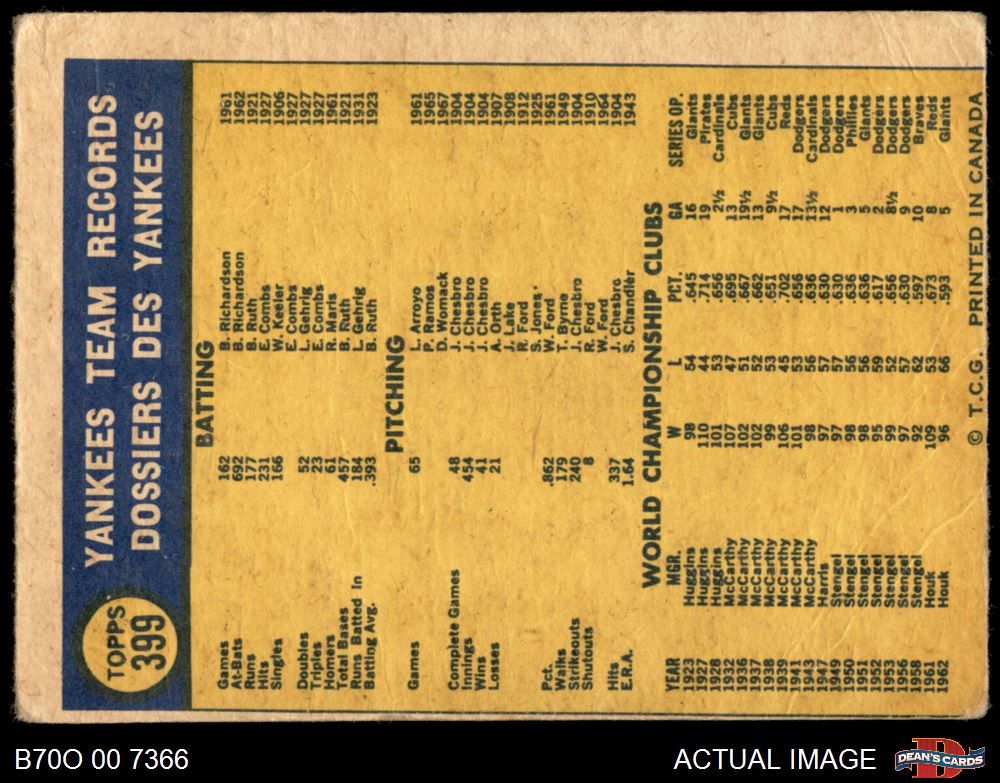 TOPPS
399
YANKEES TEAM RECORDS
DOSSIERS DES YANKEES
BATTING
Games 162 B. Richardson 1961
At-Bats 692 B. Richardson 1962
Runs 177 B. Ruth 1921
Hits 231 E. Combs 1927
Singles 166 W. Keeler 1906
E. Combs 1927
Doubles 52 L. Gehrig 1927
Triples 23 E. Combs 1927
Homers 61 R. Maris 1961
Total Bases 457 B. Ruth 1921
Runs Batted In 184 L. Gehrig 1931
Batting Avg. .393 B. Ruth 1923
PITCHING
Games 65 L. Arroyo 1961
P. Ramos 1965
D. Womack 1967
Complete Games 48 J. Chesbro 1904
Innings 454 J. Chesbro 1904
Wins 41 J. Chesbro 1904
Losses 21 A. Orth 1907
J. Lake 1908
R. Ford 1912
S. Jones 1925
Pct. .862 W. Ford 1961
Walks 179 T. Byrne 1949
Strikeouts 240 J. Chesbro 1904
Shutouts 8 R. Ford 1910
W. Ford 1964
Hits 337 J. Chesbro 1904
E.R.A. 1.64 S. Chandler 1943
WORLD CHAMPIONSHIP CLUBS
YEAR MGR. W L PCT. GA SERIES OP.
1923 Huggins 98 54 .645 16 Giants
1927 Huggins 110 44 .714 19 Pirates
1928 Huggins 101 53 .656 2½ Cardinals
1932 McCarthy 107 47 .695 13 Cubs
1936 McCarthy 102 51 .667 19½ Giants
1937 McCarthy 102 52 .662 13 Giants
1938 McCarthy 99 53 .651 9½ Cubs
1939 McCarthy 106 45 .702 17 Reds
1941 McCarthy 101 53 .656 17 Dodgers
1943 McCarthy 98 56 .636 13½ Cardinals
1947 Harris 97 57 .630 12 Dodgers
1949 Stengel 97 57 .630 1 Dodgers
1950 Stengel 98 56 .636 3 Phillies
1951 Stengel 98 56 .636 5 Giants
1952 Stengel 95 59 .617 2 Dodgers
1953 Stengel 99 52 .656 8½ Dodgers
1956 Stengel 97 57 .630 9 Dodgers
1958 Stengel 92 62 .597 10 Braves
1961 Houk 109 53 .673 8 Reds
1962 Houk 96 66 .593 5 Giants
© T.C.G. PRINTED IN CANADA
B70O 00 7366
ACTUAL IMAGE
DEAN'S CARDS